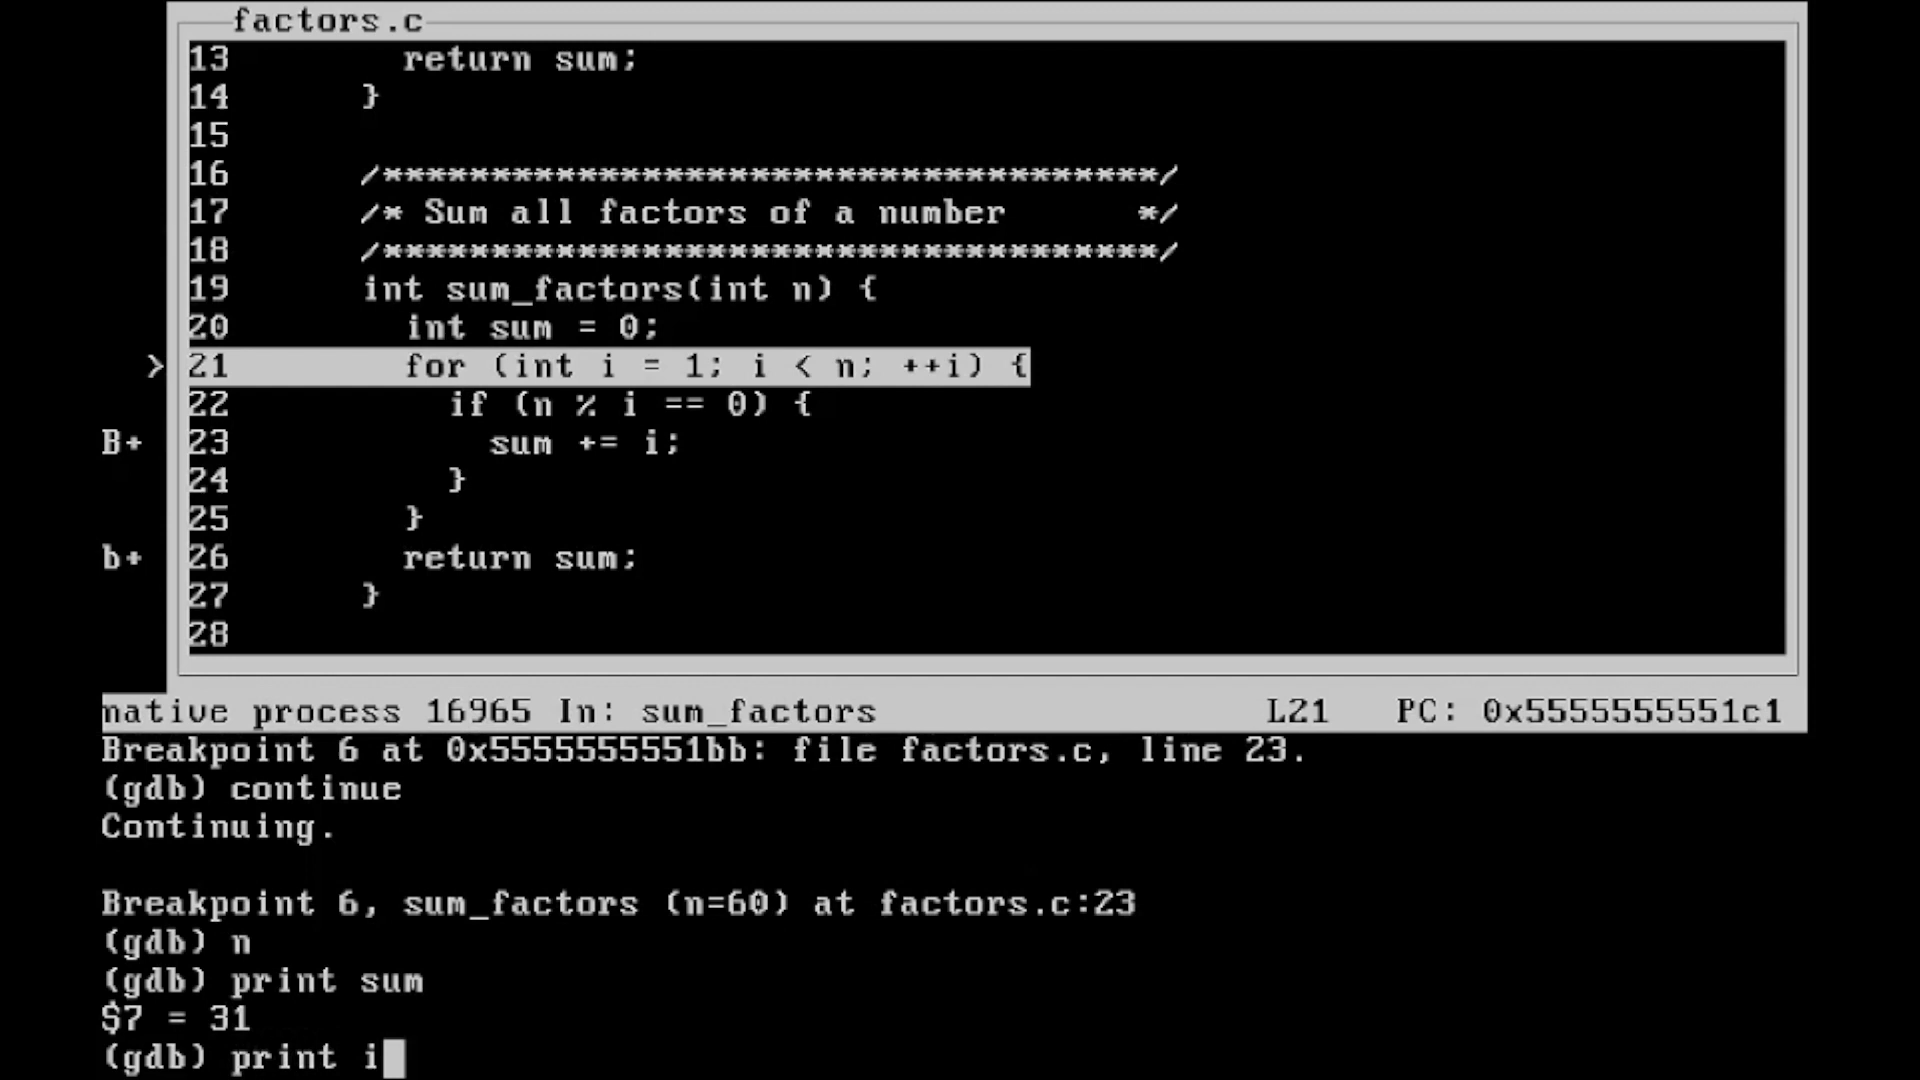 factors.c
13 return sum;
14 }
15
16 /************************************/
17 /* Sum all factors of a number */
18 /************************************/
19 int sum_factors(int n) {
20 int sum = 0;
> 21 for (int i = 1; i < n; ++i) {
22 if (n % i == 0) {
B+ 23 sum += i;
24 }
25 }
b+ 26 return sum;
27 }
28
native process 16965 In: sum_factors L21 PC: 0x5555555551c1
Breakpoint 6 at 0x5555555551bb: file factors.c, line 23.
(gdb) continue
Continuing.
Breakpoint 6, sum_factors (n=60) at factors.c:23
(gdb) n
(gdb) print sum
$7 = 31
(gdb) print i